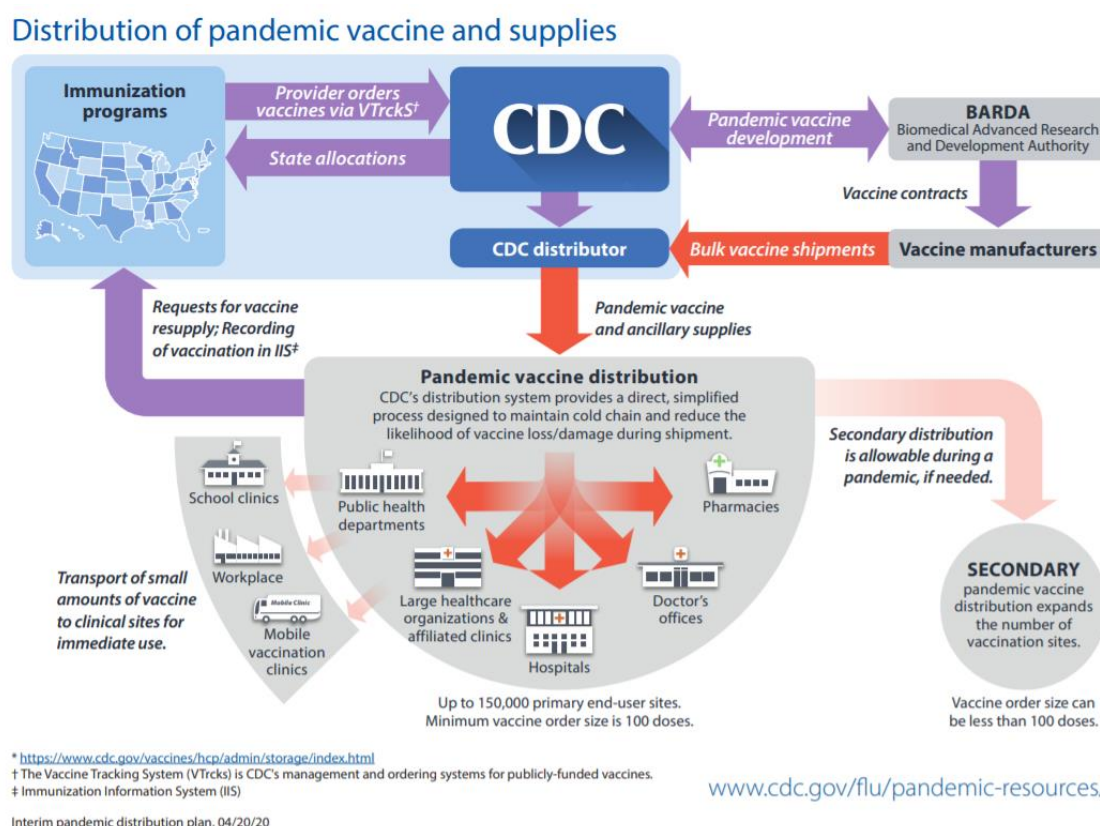 Distribution of pandemic vaccine and supplies
Immunization
programs
Provider orders
vaccines via VTrckS†
State allocations
CDC
Pandemic vaccine
development
BARDA
Biomedical Advanced Research
and Development Authority
Vaccine contracts
CDC distributor
Bulk vaccine shipments
Vaccine manufacturers
Requests for vaccine
resupply; Recording
of vaccination in IIS‡
Pandemic vaccine
and ancillary supplies
Pandemic vaccine distribution
CDC's distribution system provides a direct, simplified
process designed to maintain cold chain and reduce the
likelihood of vaccine loss/damage during shipment.
Secondary distribution
is allowable during a
pandemic, if needed.
School clinics
Public health
departments
Pharmacies
Workplace
Transport of small
amounts of vaccine
to clinical sites for
immediate use.
Mobile Clinic
Mobile
vaccination
clinics
Large healthcare
organizations &
affiliated clinics
Doctor's
offices
Hospitals
SECONDARY
pandemic vaccine
distribution expands
the number of
vaccination sites.
Up to 150,000 primary end-user sites.
Minimum vaccine order size is 100 doses.
Vaccine order size can
be less than 100 doses.
* https://www.cdc.gov/vaccines/hcp/admin/storage/index.html
† The Vaccine Tracking System (VTrcks) is CDC's management and ordering systems for publicly-funded vaccines.
‡ Immunization Information System (IIS)
www.cdc.gov/flu/pandemic-resources/
Interim pandemic distribution plan, 04/20/20